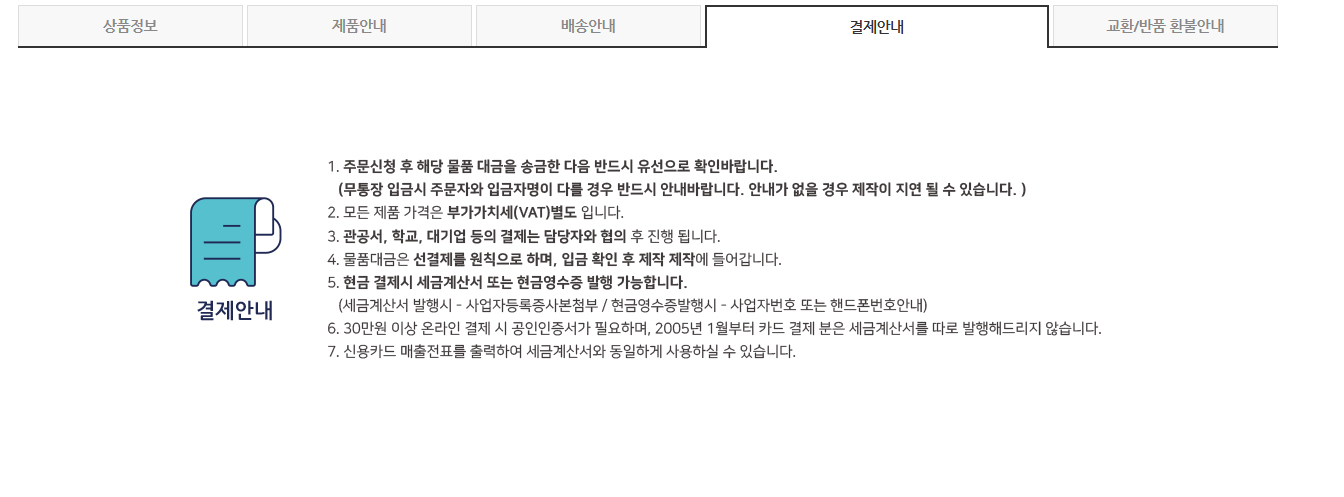 상품정보
제품안내
배송안내
결제안내
교환/반품 환불안내
1. 주문신청 후 해당 물품 대금을 송금한 다음 반드시 유선으로 확인바랍니다.
(무통장 입금시 주문자와 입금자명이 다를 경우 반드시 안내바랍니다. 안내가 없을 경우 제작이 지연 될 수 있습니다. )
2. 모든 제품 가격은 부가가치세(VAT)별도 입니다.
3. 관공서, 학교, 대기업 등의 결제는 담당자와 협의 후 진행 됩니다.
4. 물품대금은 선결제를 원칙으로 하며, 입금 확인 후 제작 제작에 들어갑니다.
5. 현금 결제시 세금계산서 또는 현금영수증 발행 가능합니다.
(세금계산서 발행시 - 사업자등록증사본첨부 / 현금영수증발행시 - 사업자번호 또는 핸드폰번호안내)
6. 30만원 이상 온라인 결제 시 공인인증서가 필요하며, 2005년 1월부터 카드 결제 분은 세금계산서를 따로 발행해드리지 않습니다.
7. 신용카드 매출전표를 출력하여 세금계산서와 동일하게 사용하실 수 있습니다.
결제안내